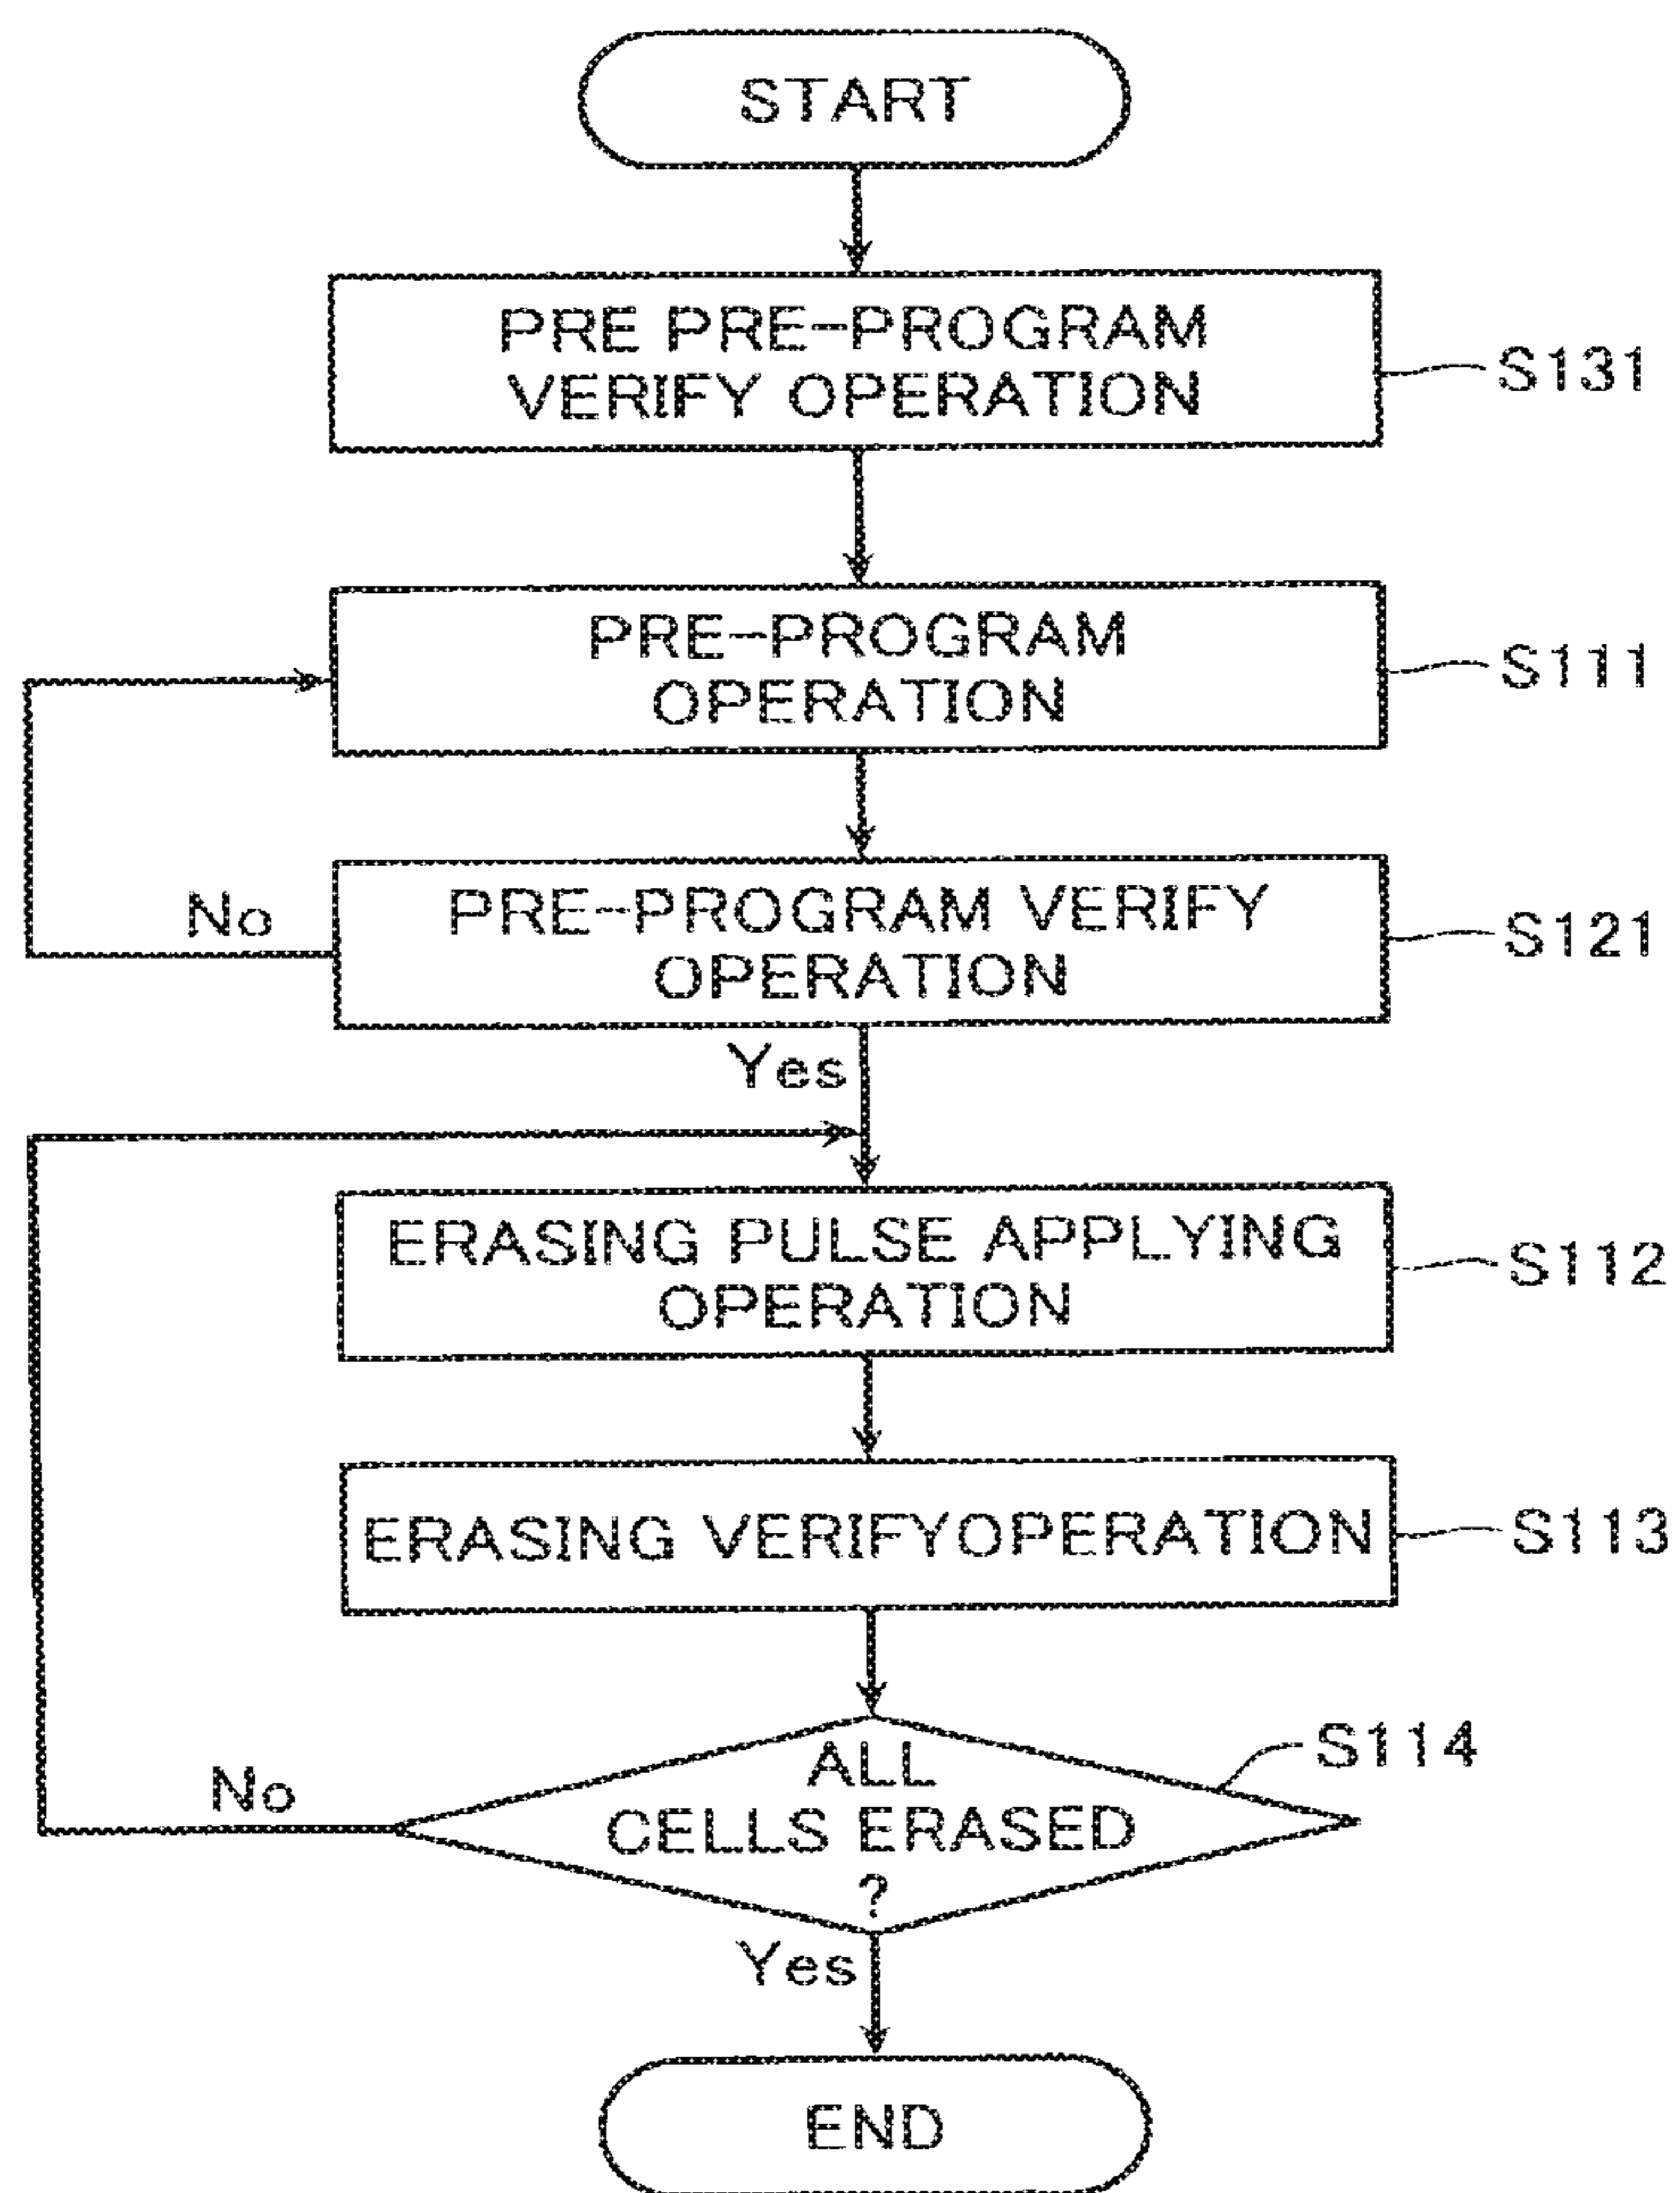 START
PRE PRE-PROGRAM
VERIFY OPERATION
S131
PRE-PROGRAM
OPERATION
S111
PRE-PROGRAM VERIFY
OPERATION
S121
No
Yes
ERASING PULSE APPLYING
OPERATION
S112
ERASING VERIFYOPERATION
S113
ALL
CELLS ERASED
?
S114
No
Yes
END